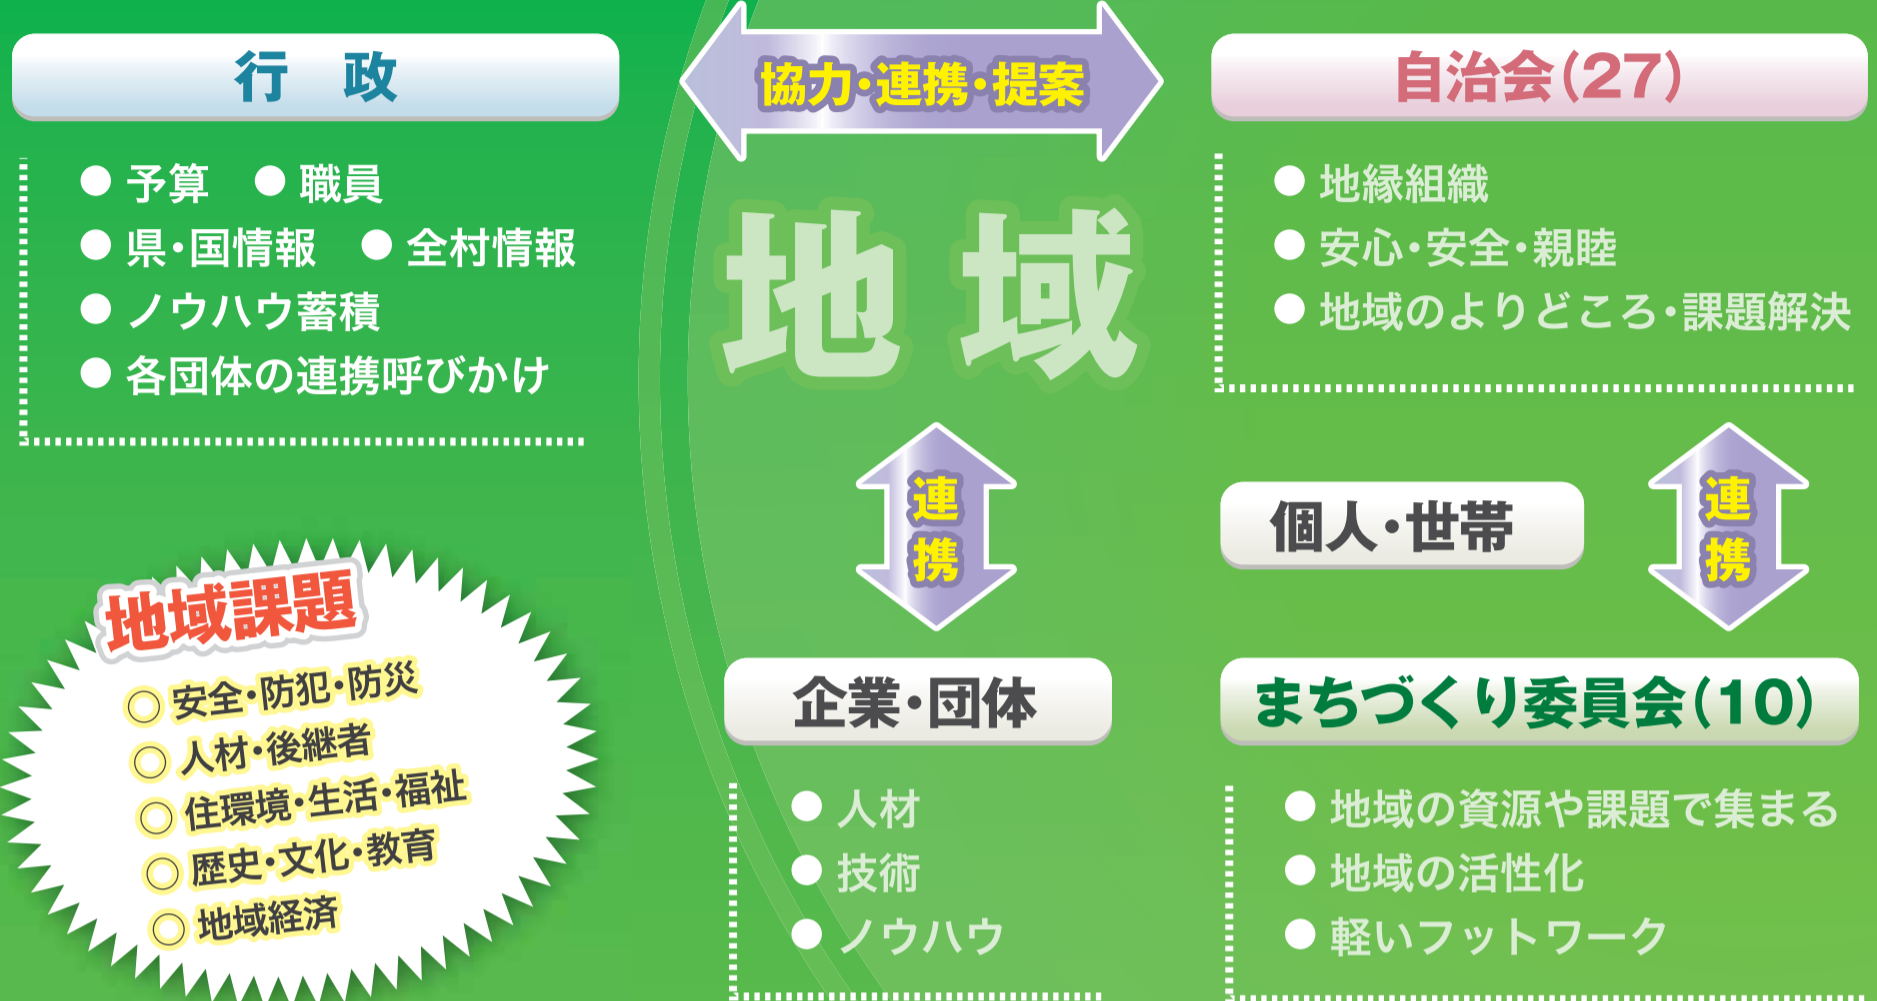 行　政
● 予算　● 職員
● 県・国情報　● 全村情報
● ノウハウ蓄積
● 各団体の連携呼びかけ
協力・連携・提案
地域
自治会(27)
● 地縁組織
● 安心・安全・親睦
● 地域のよりどころ・課題解決
連携
個人・世帯
連携
地域課題
◎ 安全・防犯・防災
◎ 人材・後継者
◎ 住環境・生活・福祉
◎ 歴史・文化・教育
◎ 地域経済
企業・団体
● 人材
● 技術
● ノウハウ
まちづくり委員会(10)
● 地域の資源や課題で集まる
● 地域の活性化
● 軽いフットワーク